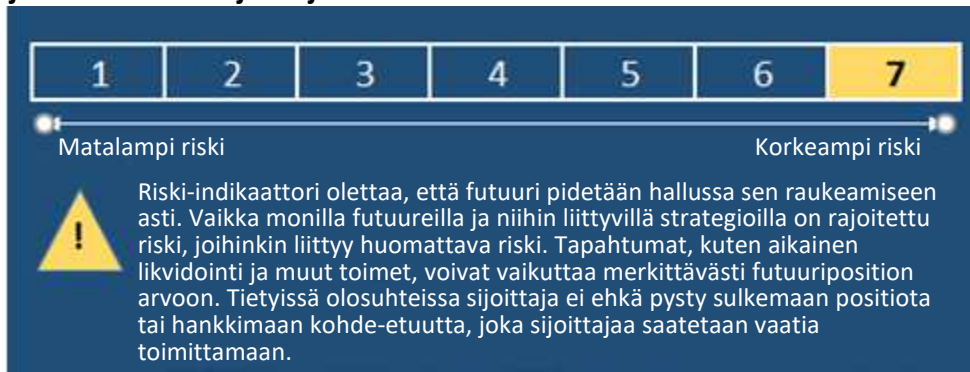 1 2 3 4 5 6 7
Matalampi riski Korkeampi riski
Riski-indikaattori olettaa, että futuuri pidetään hallussa sen raukeamiseen
asti. Vaikka monilla futuureilla ja niihin liittyvillä strategioilla on rajoitettu
riski, joihinkin liittyy huomattava riski. Tapahtumat, kuten aikainen
likvidointi ja muut toimet, voivat vaikuttaa merkittävästi futuuriposition
arvoon. Tietyissä olosuhteissa sijoittaja ei ehkä pysty sulkemaan positiota
tai hankkimaan kohde-etuutta, joka sijoittajaa saatetaan vaatia
toimittamaan.